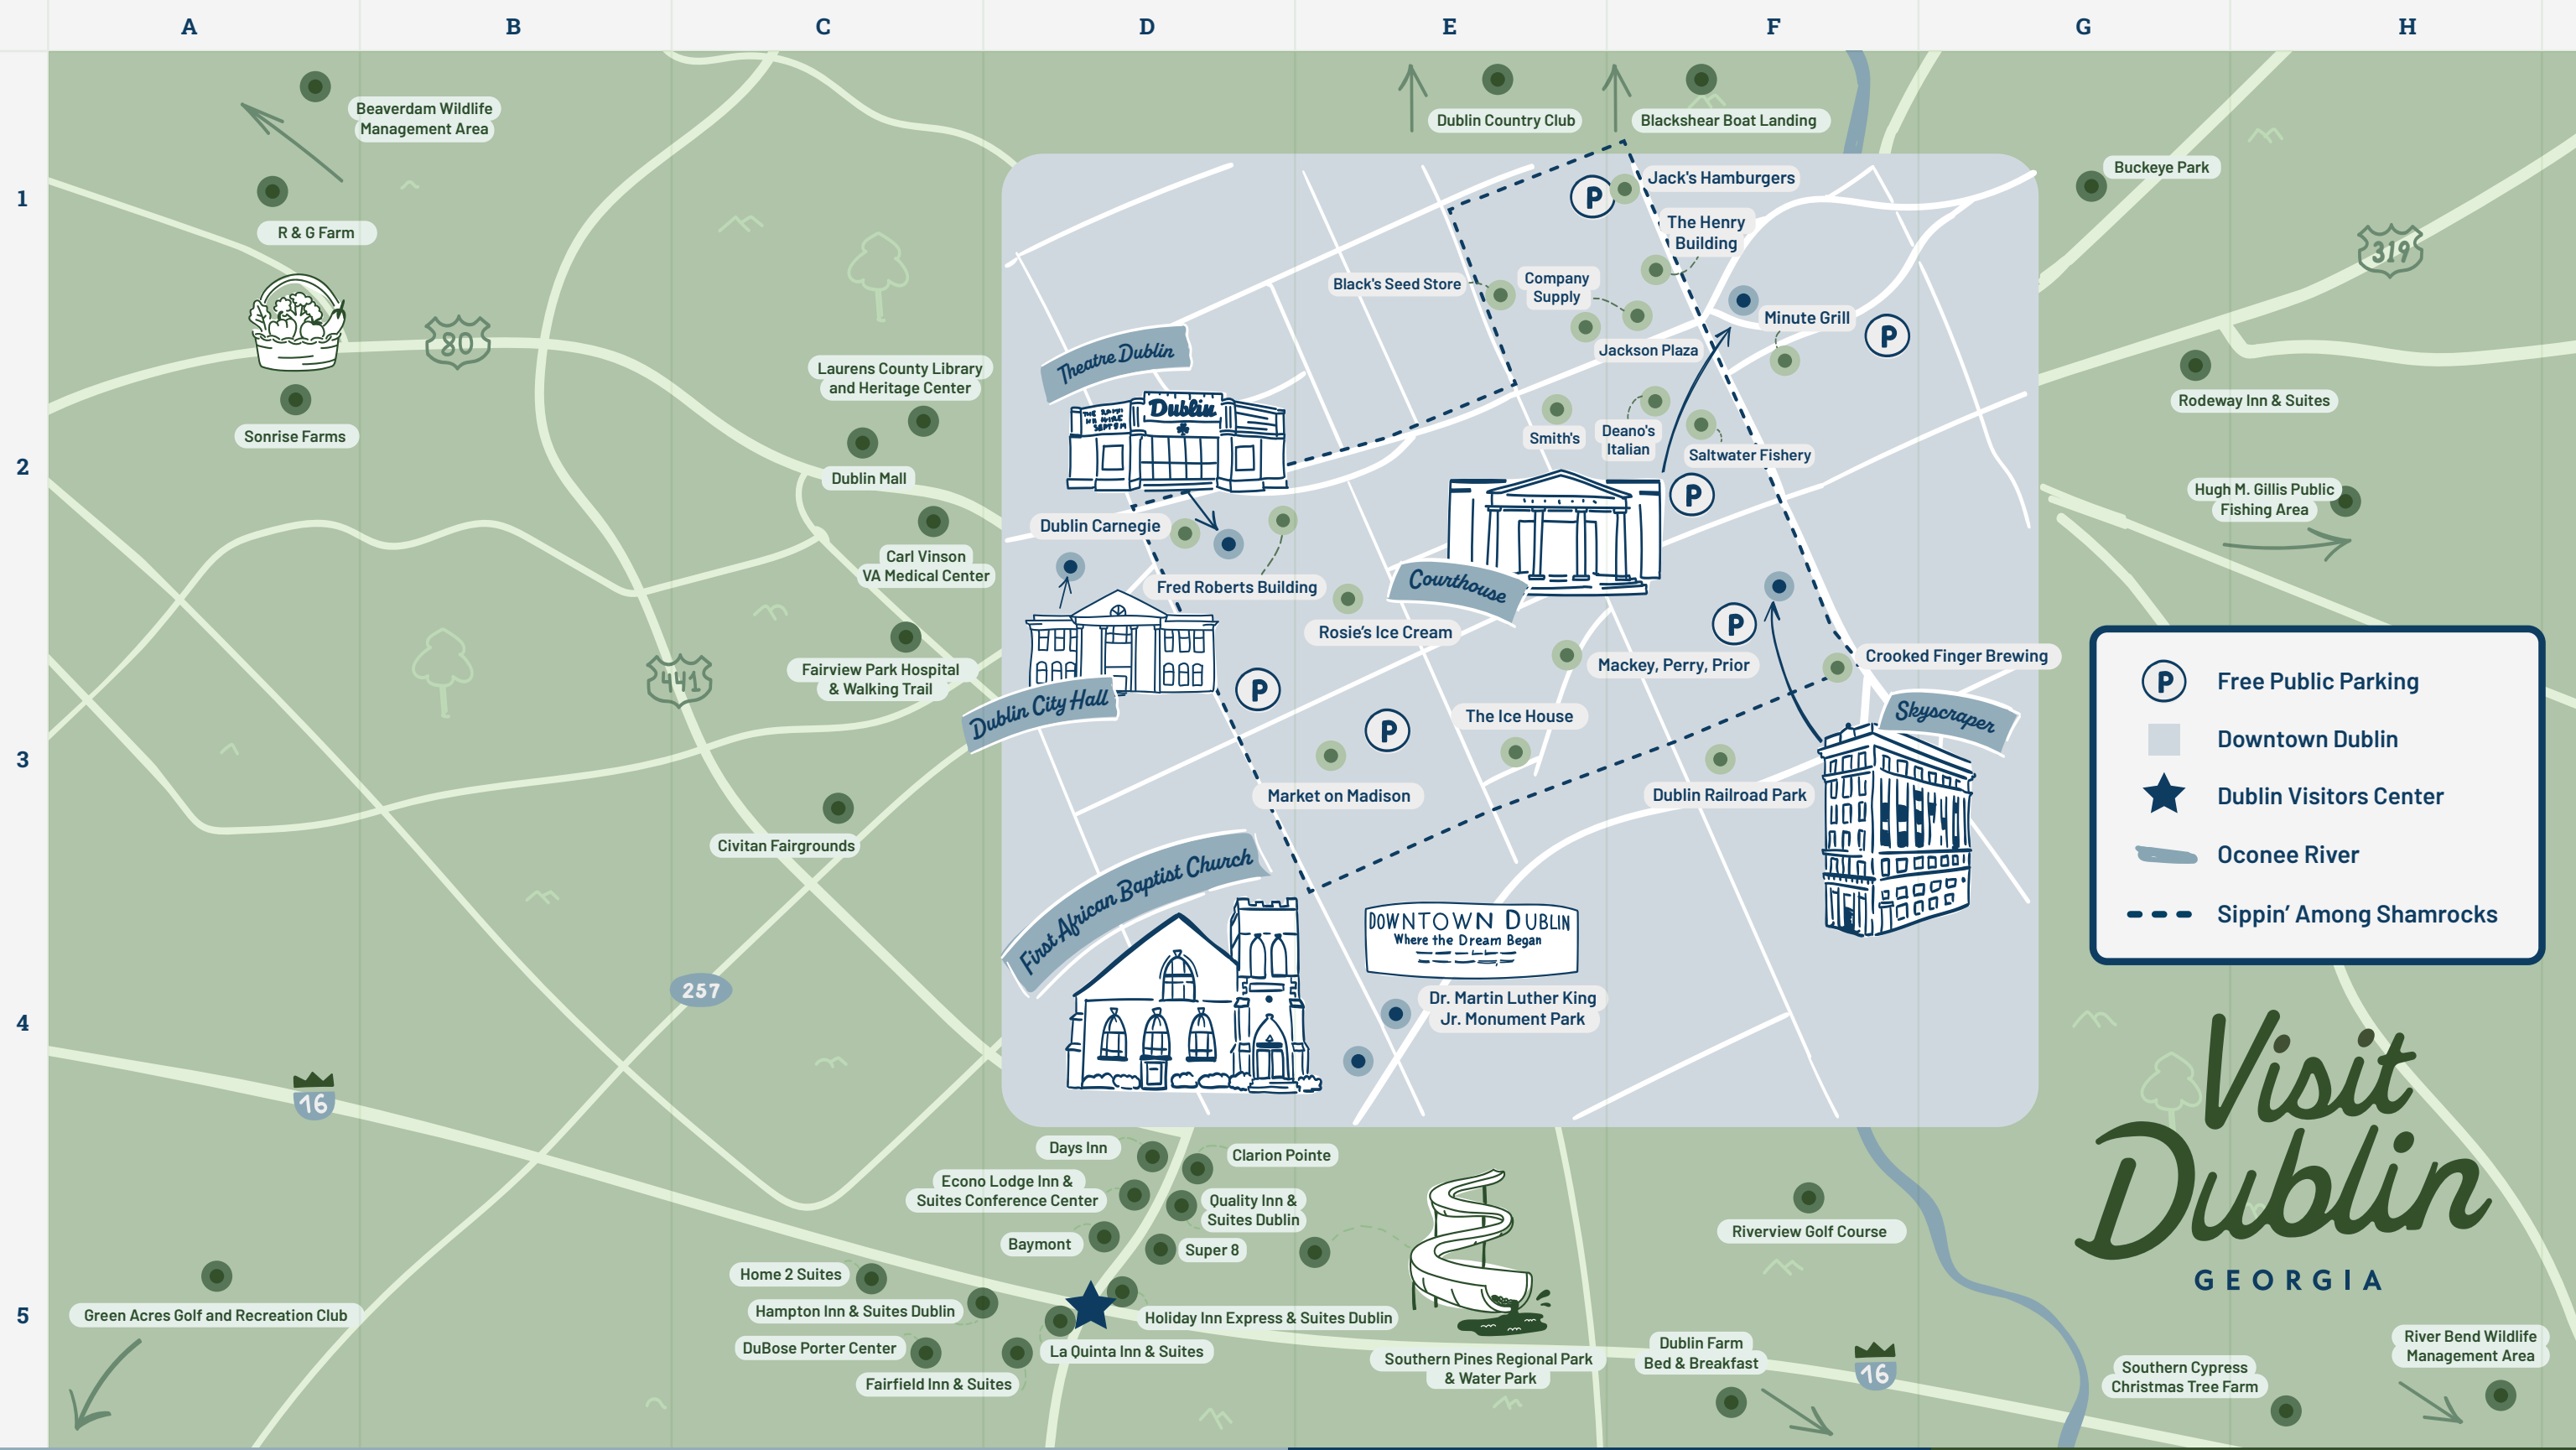 A B C D E F G H
1
2
3
4
5
Beaverdam Wildlife
Management Area
R & G Farm
80
Sonrise Farms
Dublin Country Club
Blackshear Boat Landing
Buckeye Park
319
Jack's Hamburgers
The Henry
Building
Black's Seed Store
Company
Supply
Minute Grill
Jackson Plaza
P
P
Theatre Dublin
Dublin
Laurens County Library
and Heritage Center
Dublin Mall
Rodeway Inn & Suites
Smith's
Deano's
Italian
Saltwater Fishery
P
Hugh M. Gillis Public
Fishing Area
Carl Vinson
VA Medical Center
Dublin Carnegie
Fred Roberts Building
Courthouse
Rosie's Ice Cream
P
Mackey, Perry, Prior
Crooked Finger Brewing
Fairview Park Hospital
& Walking Trail
441
Dublin City Hall
P
P
The Ice House
Skyscraper
Market on Madison
Dublin Railroad Park
Civitan Fairgrounds
P Free Public Parking
Downtown Dublin
Dublin Visitors Center
Oconee River
Sippin' Among Shamrocks
First African Baptist Church
DOWNTOWN DUBLIN
Where the Dream Began
Dr. Martin Luther King
Jr. Monument Park
257
16
Visit
Dublin
GEORGIA
Days Inn
Clarion Pointe
Econo Lodge Inn &
Suites Conference Center
Quality Inn &
Suites Dublin
Baymont
Super 8
Riverview Golf Course
Home 2 Suites
Hampton Inn & Suites Dublin
Holiday Inn Express & Suites Dublin
Green Acres Golf and Recreation Club
DuBose Porter Center
La Quinta Inn & Suites
Fairfield Inn & Suites
Southern Pines Regional Park
& Water Park
Dublin Farm
Bed & Breakfast
16
Southern Cypress
Christmas Tree Farm
River Bend Wildlife
Management Area